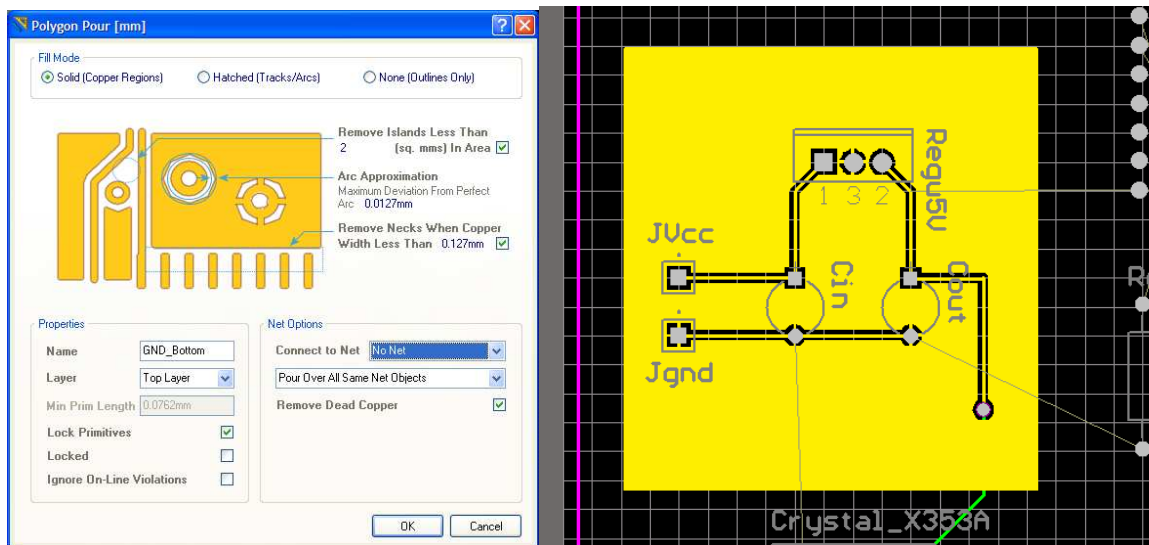 Polygon Pour [mm]
Fill Mode
Solid (Copper Regions)
Hatched (Tracks/Arcs)
None (Outlines Only)
Remove Islands Less Than
2 (sq. mms) In Area
Arc Approximation
Maximum Deviation From Perfect
Arc 0.0127mm
Remove Necks When Copper
Width Less Than 0.127mm
Properties
Name GND_Bottom
Layer Top Layer
Min Prim Length 0.0762mm
Lock Primitives
Locked
Ignore On-Line Violations
Net Options
Connect to Net No Net
Pour Over All Same Net Objects
Remove Dead Copper
OK
Cancel
Regu5V
1 3 2
JVcc
Cin
Cout
Jgnd
Crystal_X353A